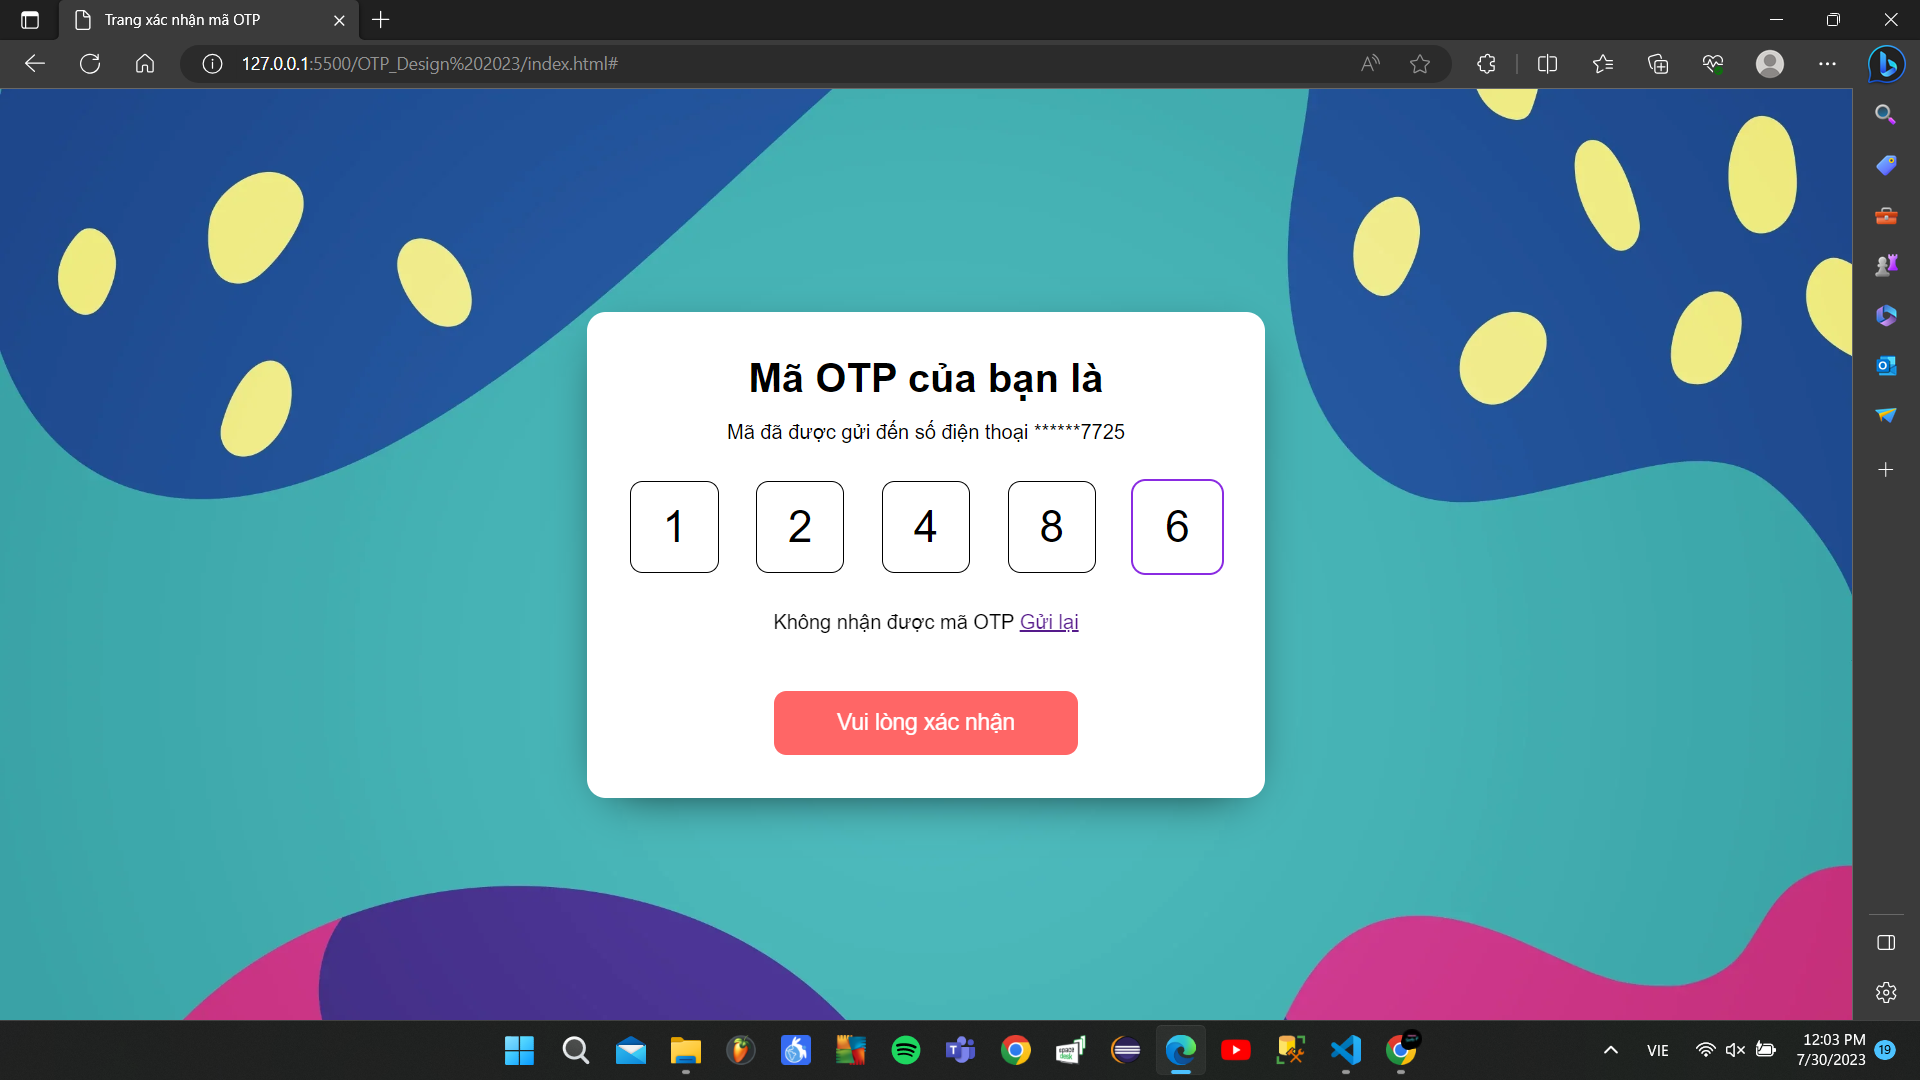 Trang xác nhận mã OTP
127.0.0.1:5500/OTP_Design%202023/index.html#
Mã OTP của bạn là
Mã đã được gửi đến số điện thoại ******7725
1 2 4 8 6
Không nhận được mã OTP Gửi lại
Vui lòng xác nhận
space desk
VIE
12:03 PM
7/30/2023
19